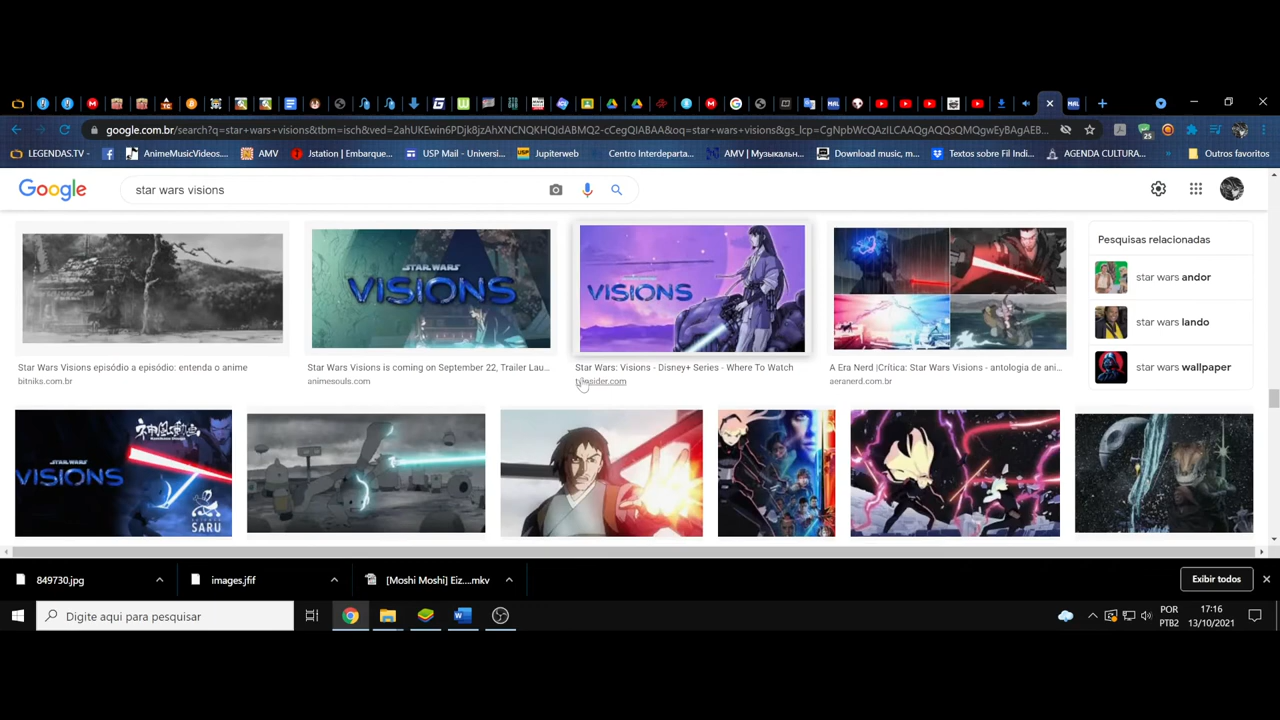 google.com.br/search?q=star+wars+visions&tbm=isch&ved=2ahUKEwin6PDjk8jzAhXNCNQKHQIdABMQ2-cCegQIABAA&oq=star+wars+visions&gs_lcp=CgNpbWcQAzILCAAQgAQQsQMQgwEyBAgAEB...
25
LEGENDAS.TV -
AnimeMusicVideos....
AMV
Jstation | Embarque...
USP Mail - Universi...
Jupiterweb
Centro Interdeparta...
AMV | Музыкальн...
Download music, m...
Textos sobre Fil Indi...
AGENDA CULTURA...
Outros favoritos
Google
star wars visions
STAR WARS
VISIONS
STAR WARS
VISIONS
Pesquisas relacionadas
star wars andor
star wars lando
star wars wallpaper
Star Wars Visions episódio a episódio: entenda o anime
bitniks.com.br
Star Wars Visions is coming on September 22, Trailer Lau...
animesouls.com
Star Wars: Visions - Disney+ Series - Where To Watch
Star Wars Visions - antologia de ani...
A Era Nerd |Crítica:
aeranerd.com.br
STAR WARS
VISIONS
SARU
849730.jpg
images.jfif
[Moshi Moshi] Eiz....mkv
Exibir todos
Digite aqui para pesquisar
POR
PTB2
17:16
13/10/2021